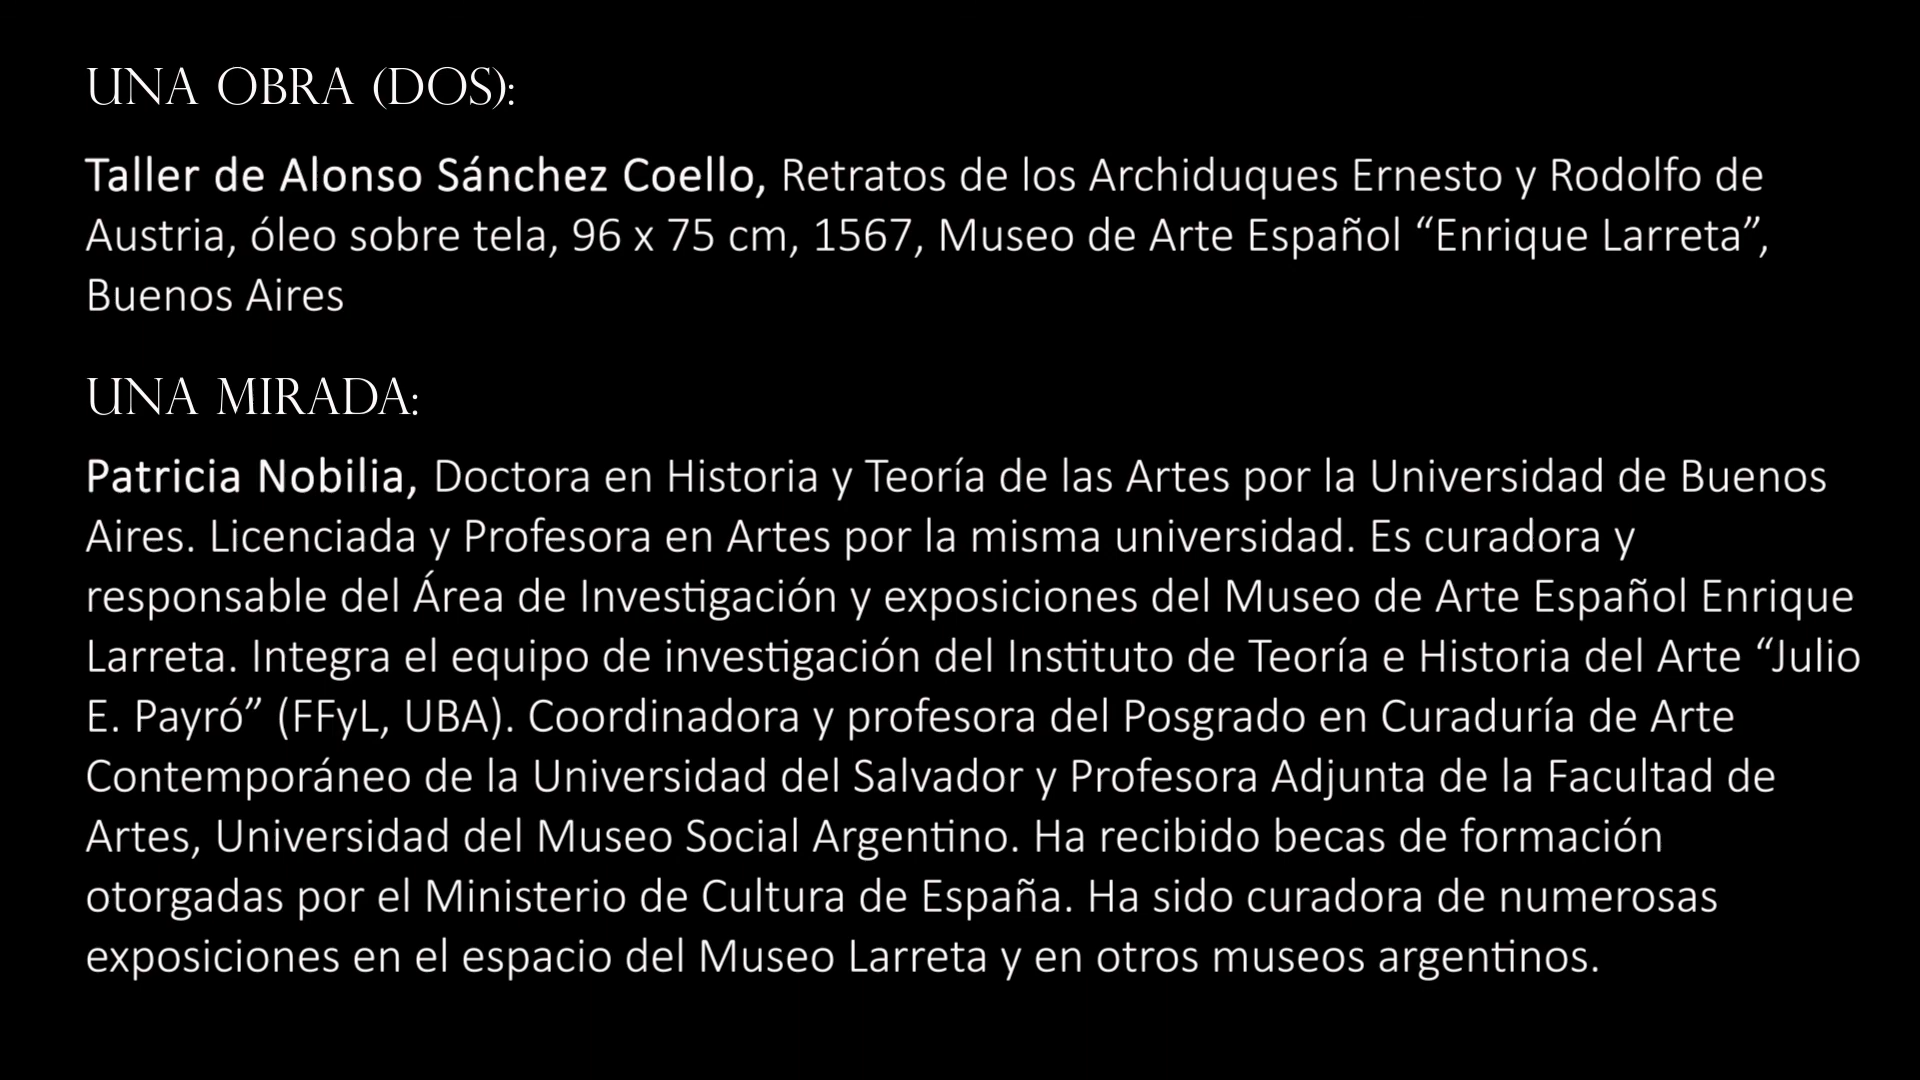 UNA OBRA (DOS):
Taller de Alonso Sánchez Coello, Retratos de los Archiduques Ernesto y Rodolfo de
Austria, óleo sobre tela, 96 x 75 cm, 1567, Museo de Arte Español “Enrique Larreta”,
Buenos Aires
UNA MIRADA:
Patricia Nobilia, Doctora en Historia y Teoría de las Artes por la Universidad de Buenos
Aires. Licenciada y Profesora en Artes por la misma universidad. Es curadora y
responsable del Área de Investigación y exposiciones del Museo de Arte Español Enrique
Larreta. Integra el equipo de investigación del Instituto de Teoría e Historia del Arte “Julio
E. Payró” (FFyL, UBA). Coordinadora y profesora del Posgrado en Curaduría de Arte
Contemporáneo de la Universidad del Salvador y Profesora Adjunta de la Facultad de
Artes, Universidad del Museo Social Argentino. Ha recibido becas de formación
otorgadas por el Ministerio de Cultura de España. Ha sido curadora de numerosas
exposiciones en el espacio del Museo Larreta y en otros museos argentinos.